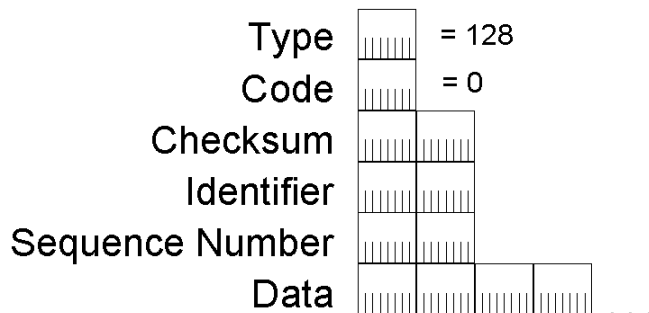 Type = 128
Code = 0
Checksum
Identifier
Sequence Number
Data